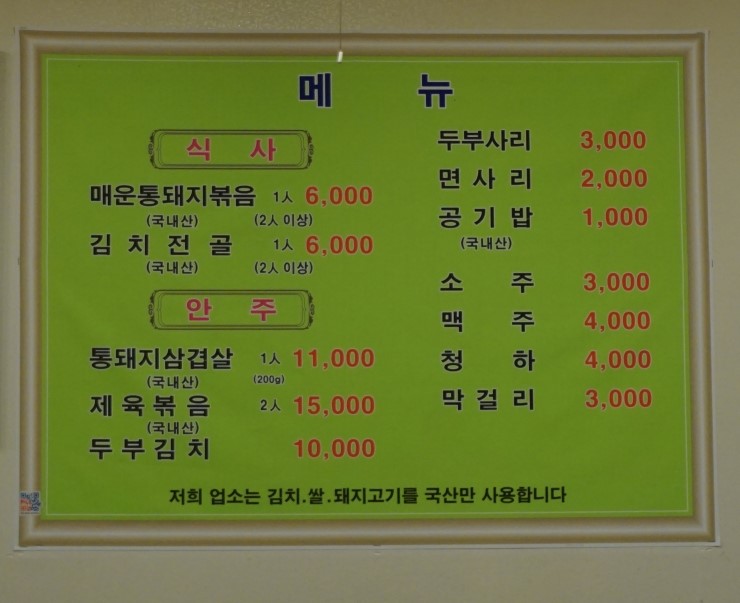 메 뉴
식 사
매운통돼지볶음 1人 6,000
(국내산) (2人 이상)
김 치 전 골 1人 6,000
(국내산) (2人 이상)
안 주
통돼지삼겹살 1人 11,000
(국내산) (200g)
제 육 볶 음 2人 15,000
(국내산)
두 부 김 치 10,000
두부사리 3,000
면 사 리 2,000
공 기 밥 1,000
(국내산)
소 주 3,000
맥 주 4,000
청 하 4,000
막 걸 리 3,000
저희 업소는 김치.쌀.돼지고기를 국산만 사용합니다